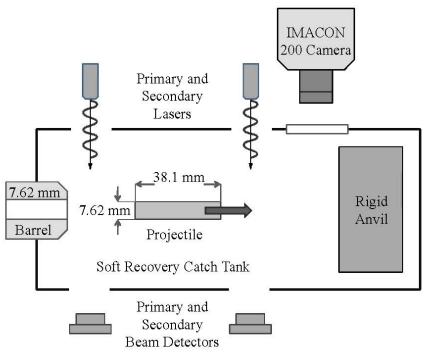 IMACON
200 Camera
Primary and
Secondary
Lasers
7.62 mm
Barrel
38.1 mm
7.62 mm
Projectile
Rigid
Anvil
Soft Recovery Catch Tank
Primary and
Secondary
Beam Detectors